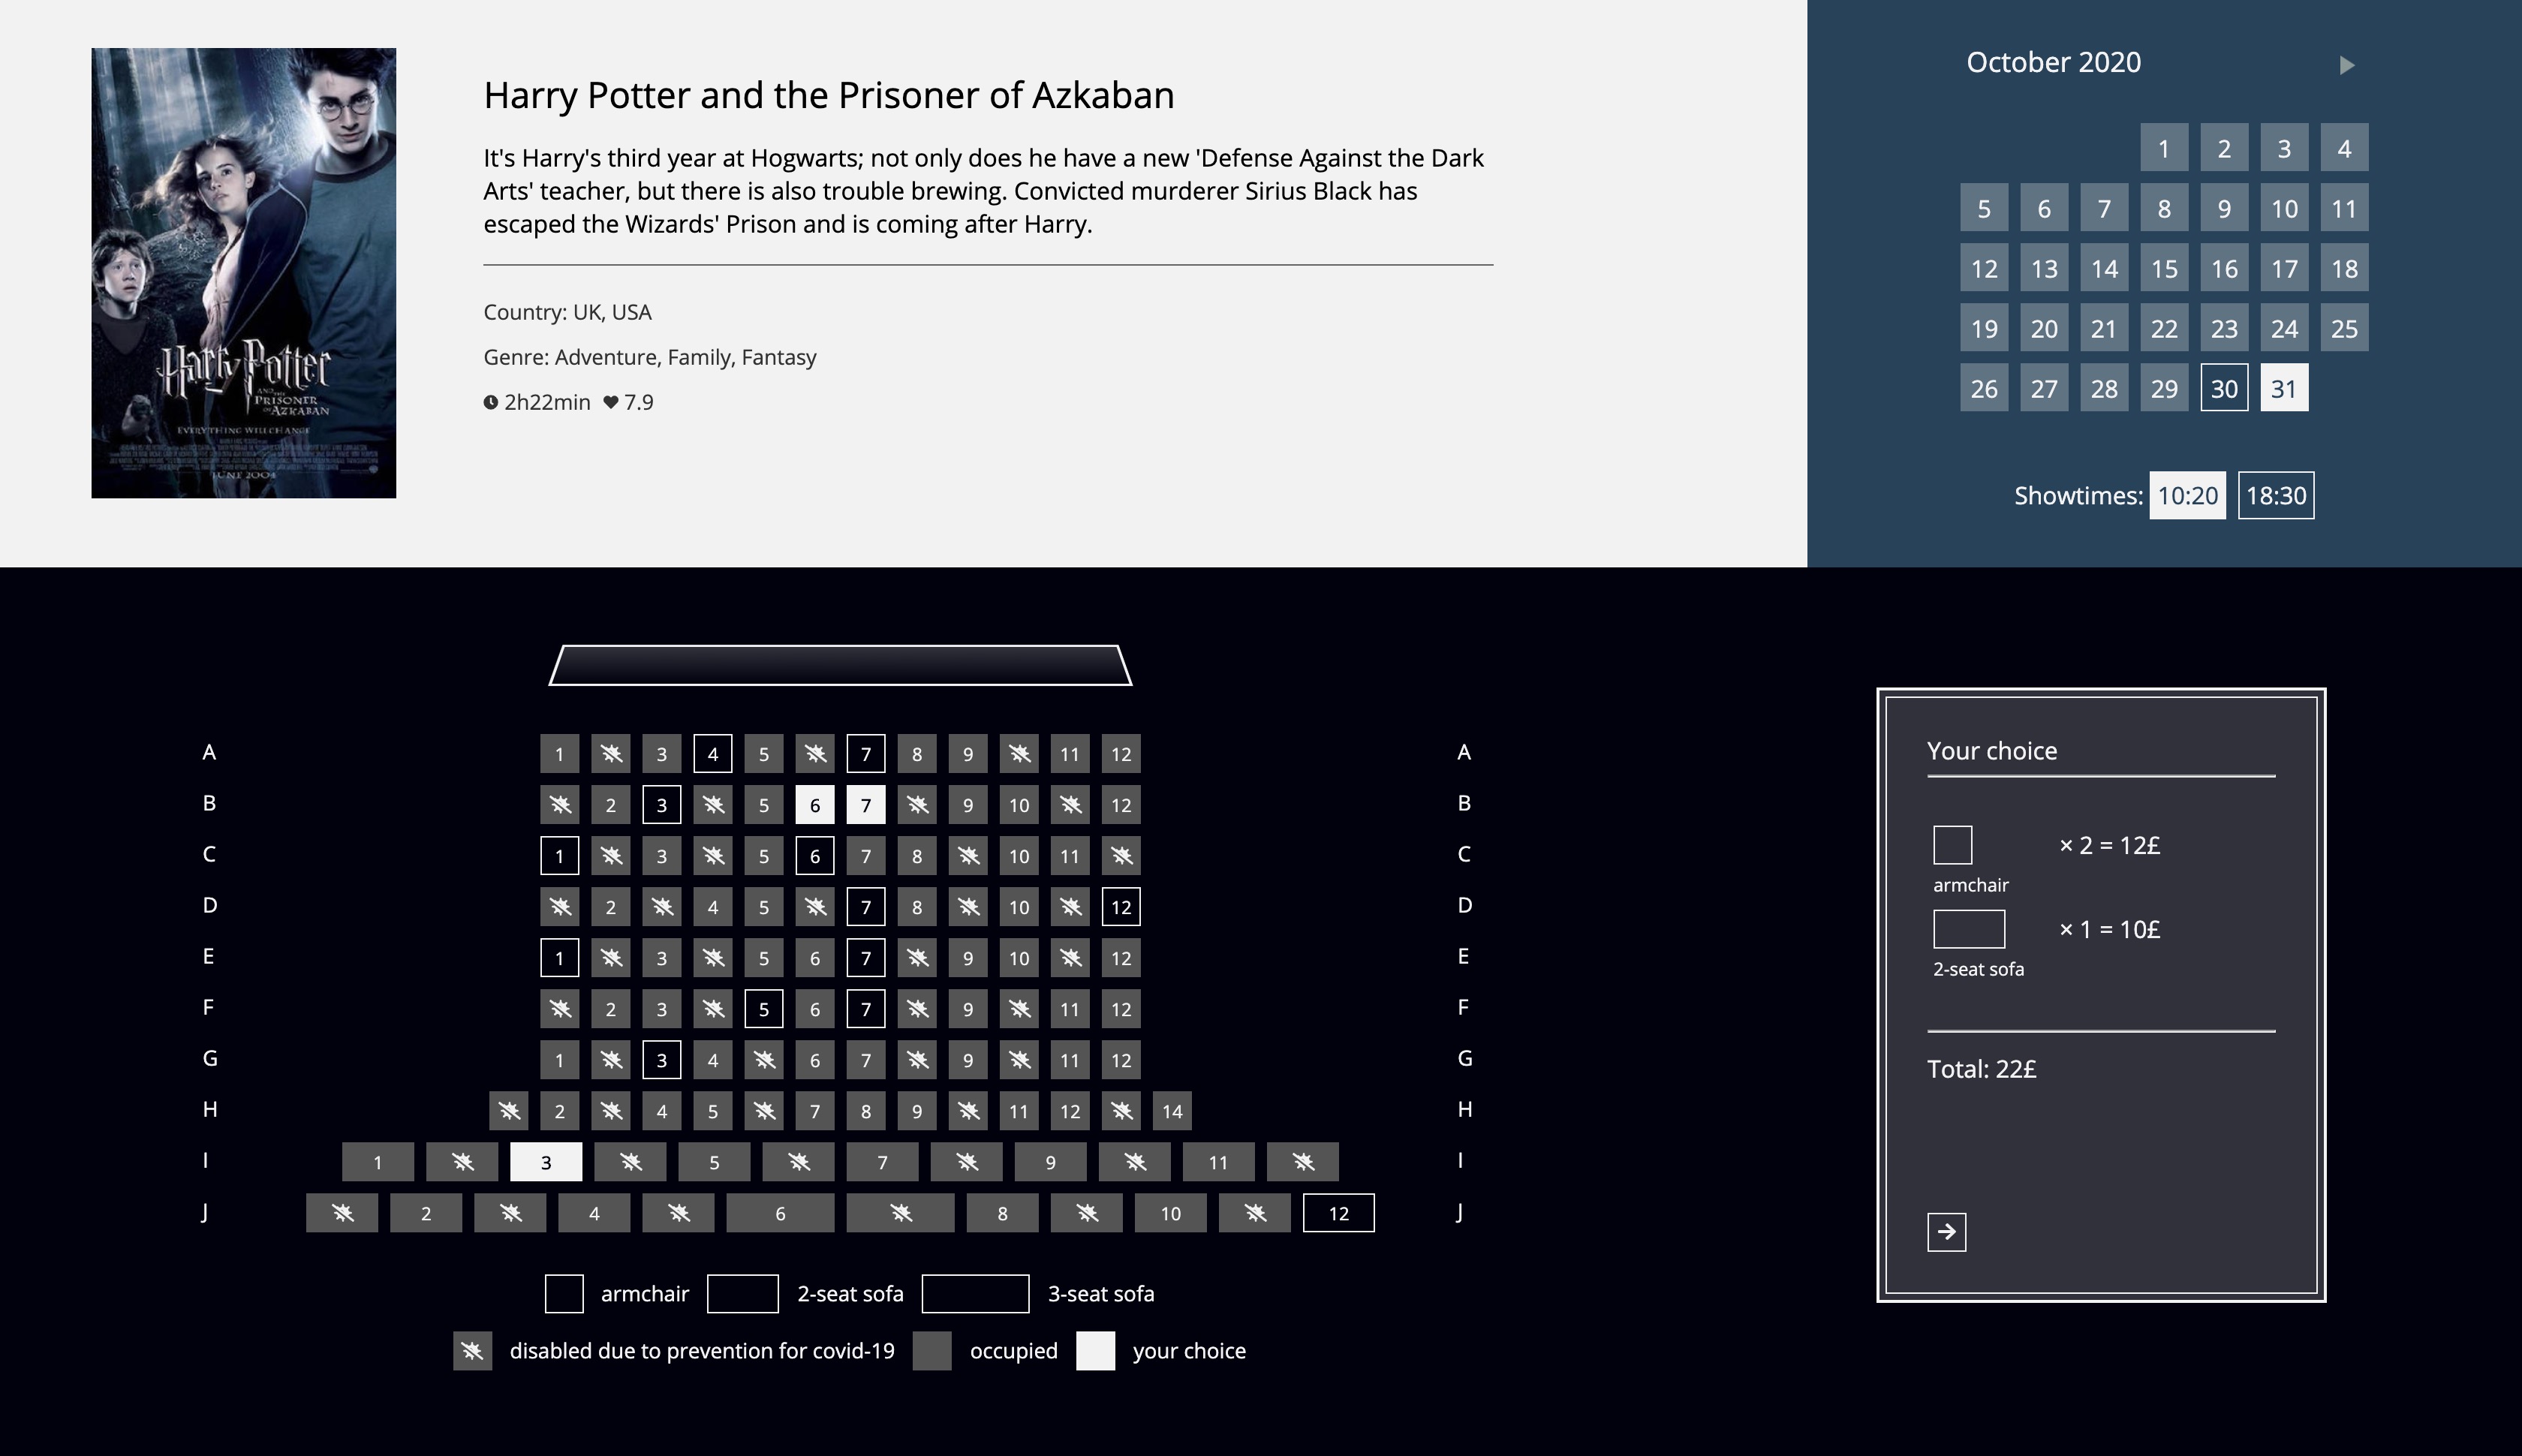 Harry Potter and the Prisoner of Azkaban
It's Harry's third year at Hogwarts; not only does he have a new 'Defense Against the Dark
Arts' teacher, but there is also trouble brewing. Convicted murderer Sirius Black has
escaped the Wizards' Prison and is coming after Harry.
Country: UK, USA
Genre: Adventure, Family, Fantasy
2h22min 7.9
Harry Potter
AND THE
PRISONER
OF AZKABAN
EVERYTHING WILL CHANGE
JUNE 2004
October 2020
1 2 3 4
5 6 7 8 9 10 11
12 13 14 15 16 17 18
19 20 21 22 23 24 25
26 27 28 29 30 31
Showtimes: 10:20 18:30
A 1 3 4 5 7 8 9 11 12 A
B 2 3 5 6 7 9 10 12 B
C 1 3 5 6 7 8 10 11 C
D 2 4 5 7 8 10 12 D
E 1 3 5 6 7 9 10 12 E
F 2 3 5 6 7 9 11 12 F
G 1 3 4 6 7 9 11 12 G
H 2 4 5 7 8 9 11 12 14 H
I 1 3 5 7 9 11 I
J 2 4 6 8 10 12 J
armchair 2-seat sofa 3-seat sofa
disabled due to prevention for covid-19 occupied your choice
Your choice
× 2 = 12£
armchair
× 1 = 10£
2-seat sofa
Total: 22£